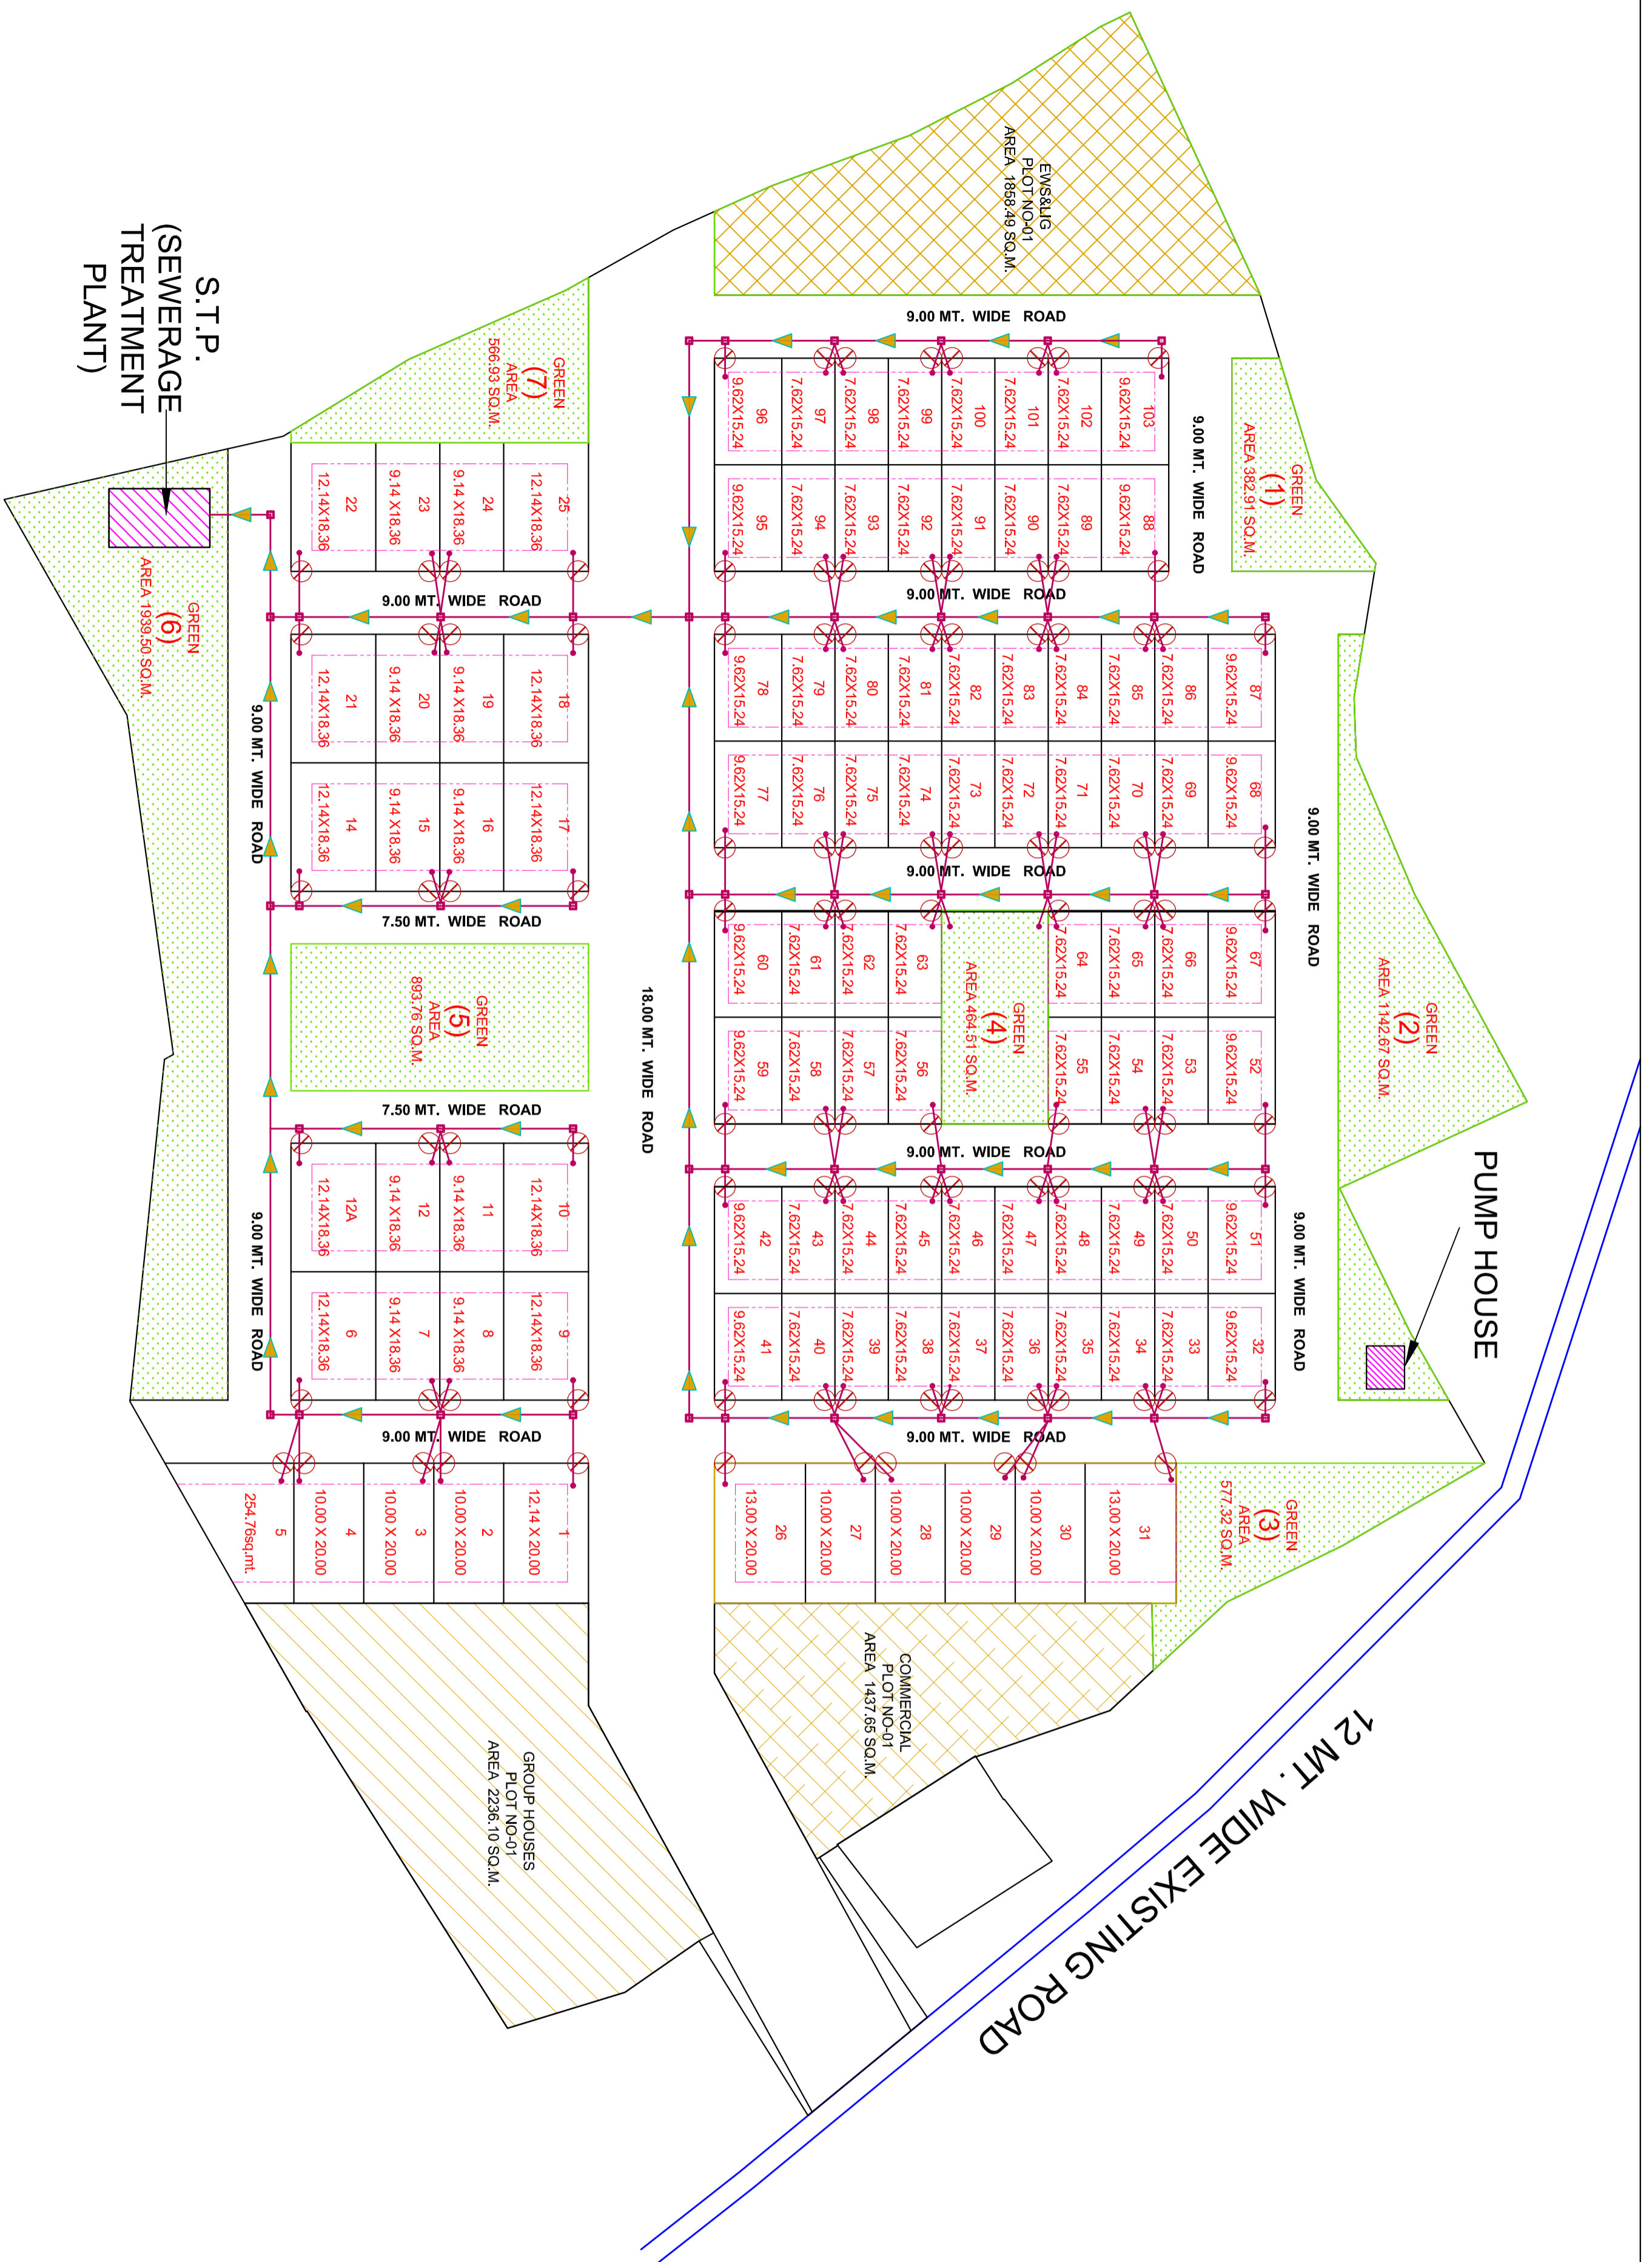 EWS&LIG
PLOT NO-01
AREA 1858.49 SQ.M.
GREEN
(1)
AREA 382.91 SQ.M.
GREEN
(2)
AREA 1142.67 SQ.M.
PUMP HOUSE
GREEN
(3)
AREA
577.32 SQ.M.
12 MT. WIDE EXISTING ROAD
9.00 MT. WIDE ROAD
9.00 MT. WIDE ROAD
9.00 MT. WIDE ROAD
9.00 MT. WIDE ROAD
103
9.62X15.24
102
7.62X15.24
101
7.62X15.24
100
7.62X15.24
99
7.62X15.24
98
7.62X15.24
97
7.62X15.24
96
9.62X15.24
88
9.62X15.24
89
7.62X15.24
90
7.62X15.24
91
7.62X15.24
92
7.62X15.24
93
7.62X15.24
94
7.62X15.24
95
9.62X15.24
9.00 MT. WIDE ROAD
87
9.62X15.24
86
7.62X15.24
85
7.62X15.24
84
7.62X15.24
83
7.62X15.24
82
7.62X15.24
81
7.62X15.24
80
7.62X15.24
79
7.62X15.24
78
9.62X15.24
68
9.62X15.24
69
7.62X15.24
70
7.62X15.24
71
7.62X15.24
72
7.62X15.24
73
7.62X15.24
74
7.62X15.24
75
7.62X15.24
76
7.62X15.24
77
9.62X15.24
9.00 MT. WIDE ROAD
67
9.62X15.24
66
7.62X15.24
65
7.62X15.24
64
7.62X15.24
GREEN
(4)
AREA 464.51 SQ.M.
63
7.62X15.24
62
7.62X15.24
61
7.62X15.24
60
9.62X15.24
52
9.62X15.24
53
7.62X15.24
54
7.62X15.24
55
7.62X15.24
56
7.62X15.24
57
7.62X15.24
58
7.62X15.24
59
9.62X15.24
9.00 MT. WIDE ROAD
51
9.62X15.24
50
7.62X15.24
49
7.62X15.24
48
7.62X15.24
47
7.62X15.24
46
7.62X15.24
45
7.62X15.24
44
7.62X15.24
43
7.62X15.24
42
9.62X15.24
32
9.62X15.24
33
7.62X15.24
34
7.62X15.24
35
7.62X15.24
36
7.62X15.24
37
7.62X15.24
38
7.62X15.24
39
7.62X15.24
40
7.62X15.24
41
9.62X15.24
9.00 MT. WIDE ROAD
31
13.00 X 20.00
30
10.00 X 20.00
29
10.00 X 20.00
28
10.00 X 20.00
27
10.00 X 20.00
26
13.00 X 20.00
COMMERCIAL
PLOT NO-01
AREA 1437.65 SQ.M.
18.00 MT. WIDE ROAD
GREEN
(7)
AREA
566.93 SQ.M.
25
12.14X18.36
24
9.14 X18.36
23
9.14 X18.36
22
12.14X18.36
9.00 MT. WIDE ROAD
18
12.14X18.36
19
9.14 X18.36
20
9.14 X18.36
21
12.14X18.36
17
12.14X18.36
16
9.14 X18.36
15
9.14 X18.36
14
12.14X18.36
7.50 MT. WIDE ROAD
GREEN
(5)
AREA
893.76 SQ.M.
7.50 MT. WIDE ROAD
10
12.14X18.36
11
9.14 X18.36
12
9.14 X18.36
12A
12.14X18.36
9
12.14X18.36
8
9.14 X18.36
7
9.14 X18.36
6
12.14X18.36
9.00 MT. WIDE ROAD
1
12.14 X 20.00
2
10.00 X 20.00
3
10.00 X 20.00
4
10.00 X 20.00
5
254.76sq.mt.
GROUP HOUSES
PLOT NO-01
AREA 2236.10 SQ.M.
9.00 MT. WIDE ROAD
9.00 MT. WIDE ROAD
S.T.P.
(SEWERAGE
TREATMENT
PLANT)
GREEN
(6)
AREA 1939.50 SQ.M.